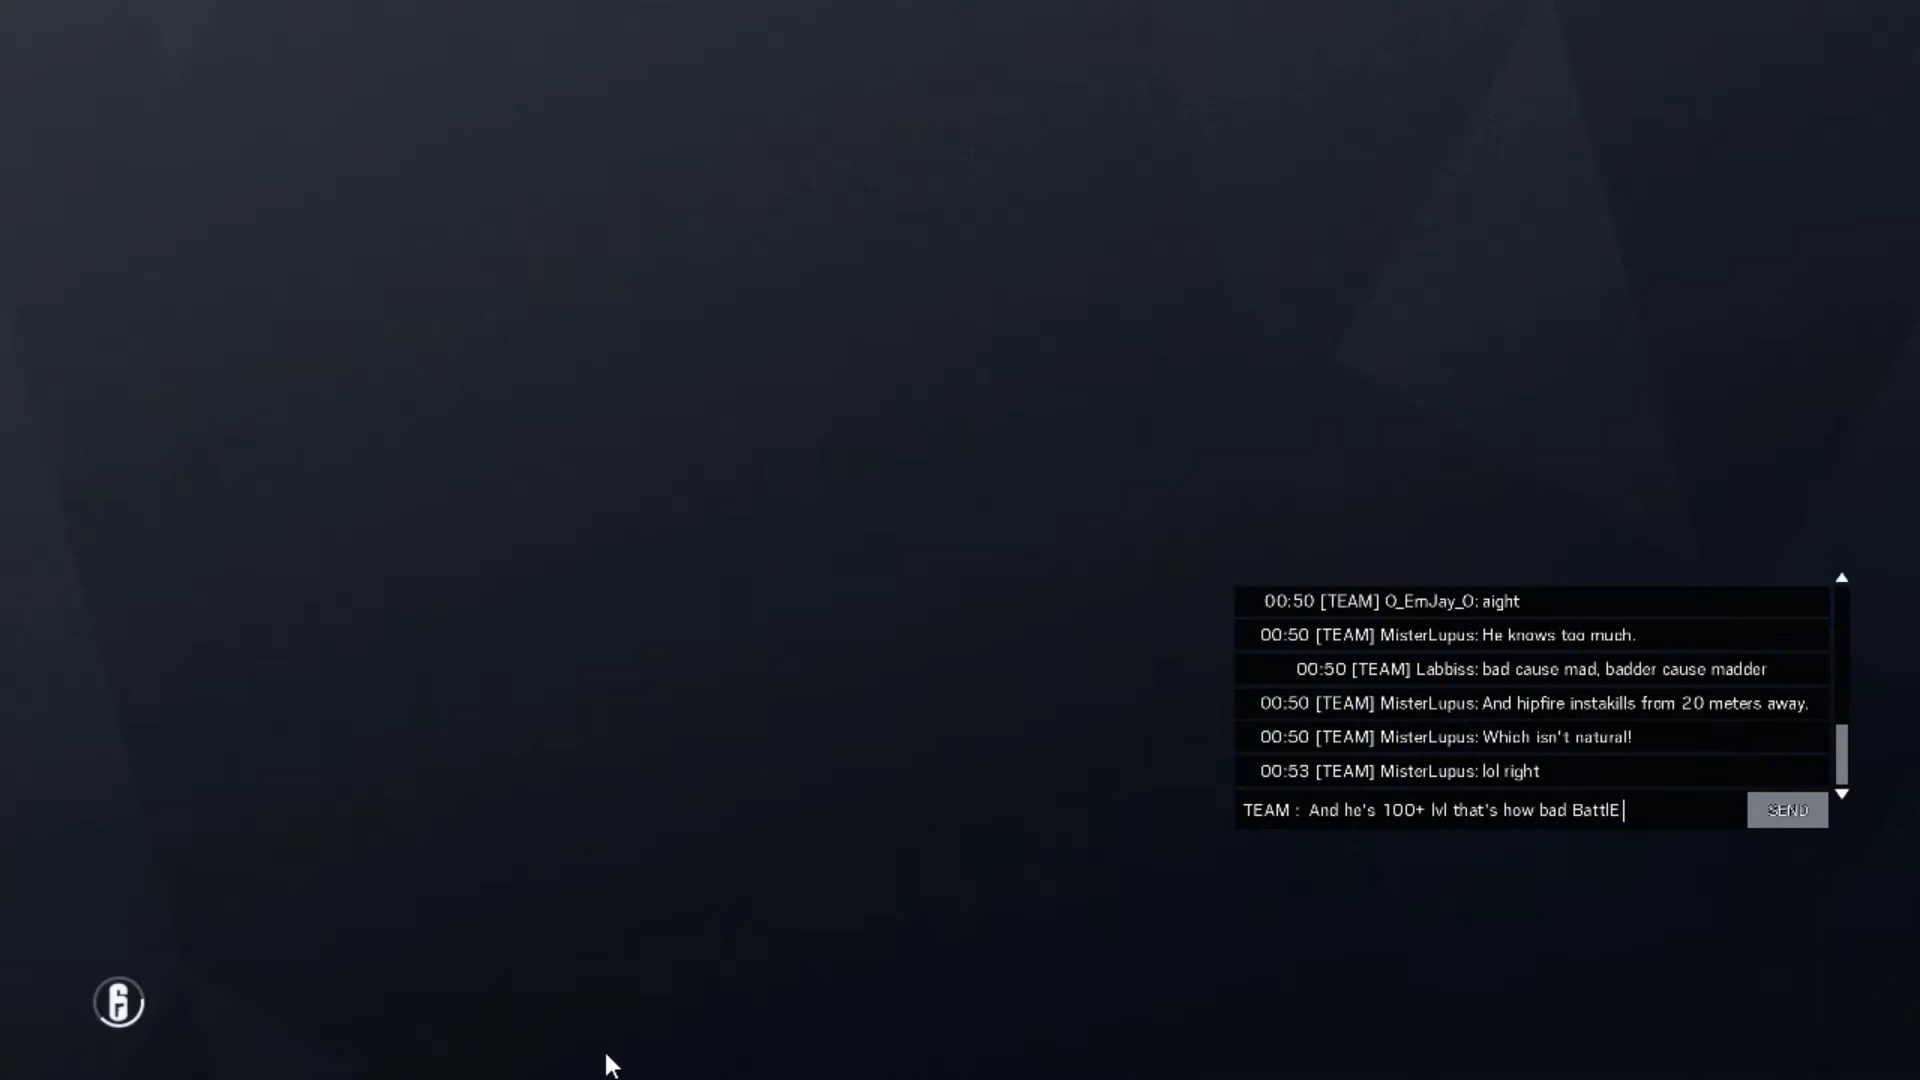 00:50 [TEAM] O_EmJay_O: aight
00:50 [TEAM] MisterLupus: He knows too much.
00:50 [TEAM] Labbiss: bad cause mad, badder cause madder
00:50 [TEAM] MisterLupus: And hipfire instakills from 20 meters away.
00:50 [TEAM] MisterLupus: Which isn't natural!
00:53 [TEAM] MisterLupus: lol right
TEAM : And he's 100+ lvl that's how bad BattlE SEND
6